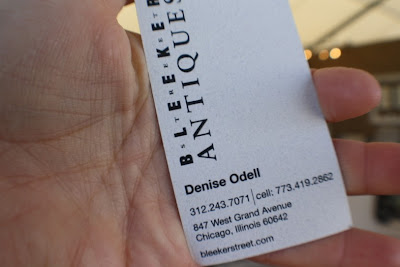 BLEEKER
STREET
ANTIQUES
Denise Odell
312.243.7071 | cell: 773.419.2862
847 West Grand Avenue
Chicago, Illinois 60642
bleekerstreet.com